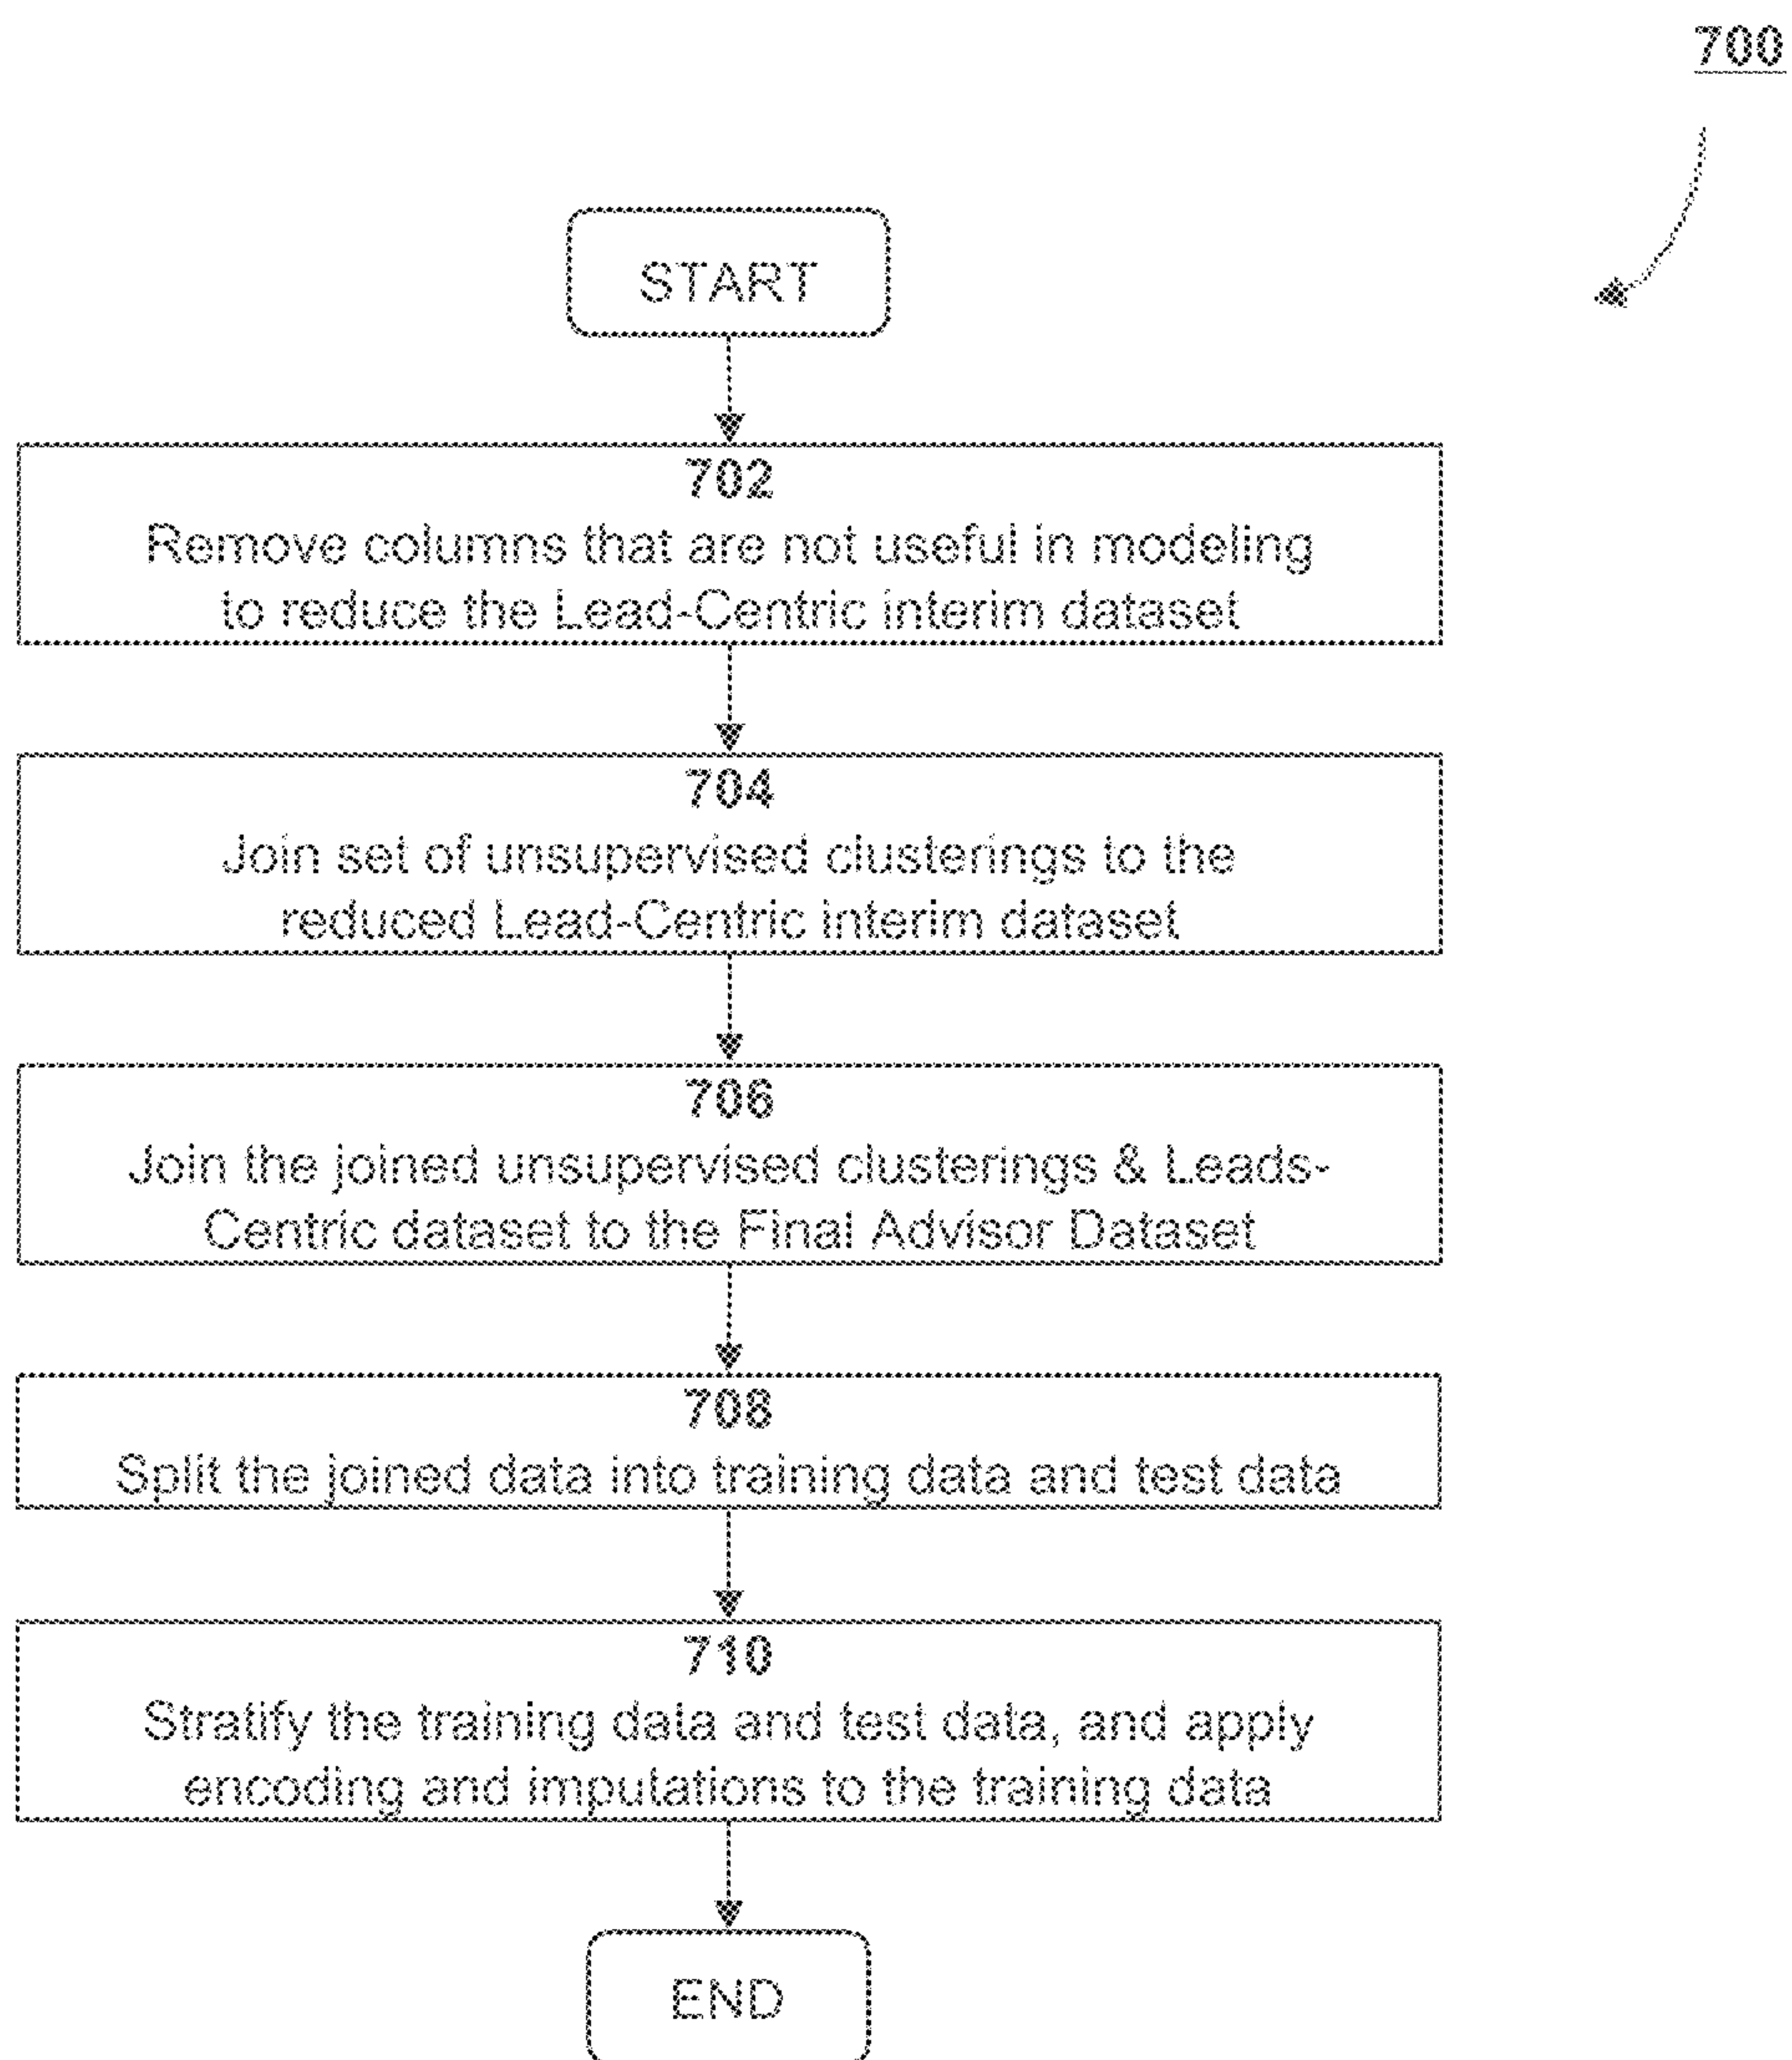 700
START
702
Remove columns that are not useful in modeling
to reduce the Lead-Centric interim dataset
704
Join set of unsupervised clusterings to the
reduced Lead-Centric interim dataset
706
Join the joined unsupervised clusterings & Leads-
Centric dataset to the Final Advisor Dataset
708
Split the joined data into training data and test data
710
Stratify the training data and test data, and apply
encoding and imputations to the training data
END